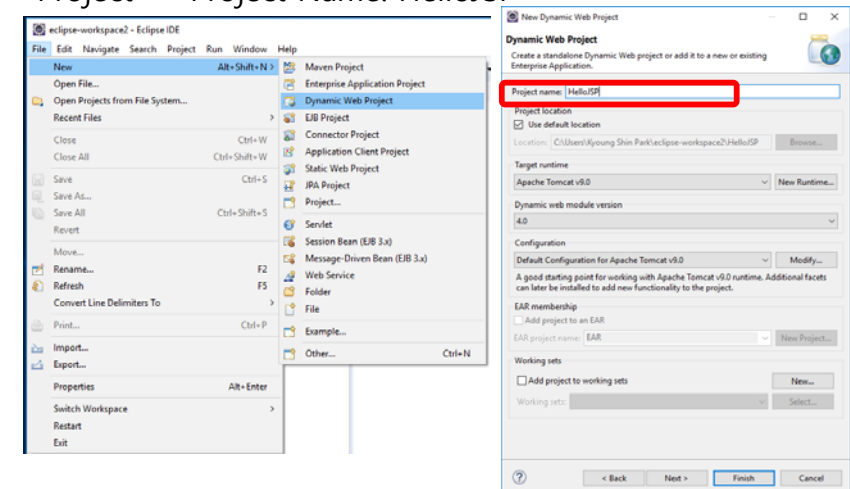 Project Project Name: HelloJSP
eclipse-workspace2 - Eclipse IDE
File Edit Navigate Search Project Run Window Help
New Alt+Shift+N >
Open File...
Open Projects from File System...
Recent Files >
Close Ctrl+W
Close All Ctrl+Shift+W
Save Ctrl+S
Save As...
Save All Ctrl+Shift+S
Revert
Move...
Rename... F2
Refresh F5
Convert Line Delimiters To >
Print... Ctrl+P
Import...
Export...
Properties Alt+Enter
Switch Workspace >
Restart
Exit
Maven Project
Enterprise Application Project
Dynamic Web Project
EJB Project
Connector Project
Application Client Project
Static Web Project
JPA Project
Project...
Servlet
Session Bean (EJB 3.x)
Message-Driven Bean (EJB 3.x)
Web Service
Folder
File
Example...
Other... Ctrl+N
New Dynamic Web Project
Dynamic Web Project
Create a standalone Dynamic Web project or add it to a new or existing
Enterprise Application.
Project name: HelloJSP
Project location
Use default location
Location: C:\Users\Kyoung Shin Park\eclipse-workspace2\HelloJSP Browse...
Target runtime
Apache Tomcat v9.0 New Runtime...
Dynamic web module version
4.0
Configuration
Default Configuration for Apache Tomcat v9.0 Modify...
A good starting point for working with Apache Tomcat v9.0 runtime. Additional facets
can later be installed to add new functionality to the project.
EAR membership
Add project to an EAR
EAR project name: EAR New Project...
Working sets
Add project to working sets New...
Working sets: Select...
? < Back Next > Finish Cancel